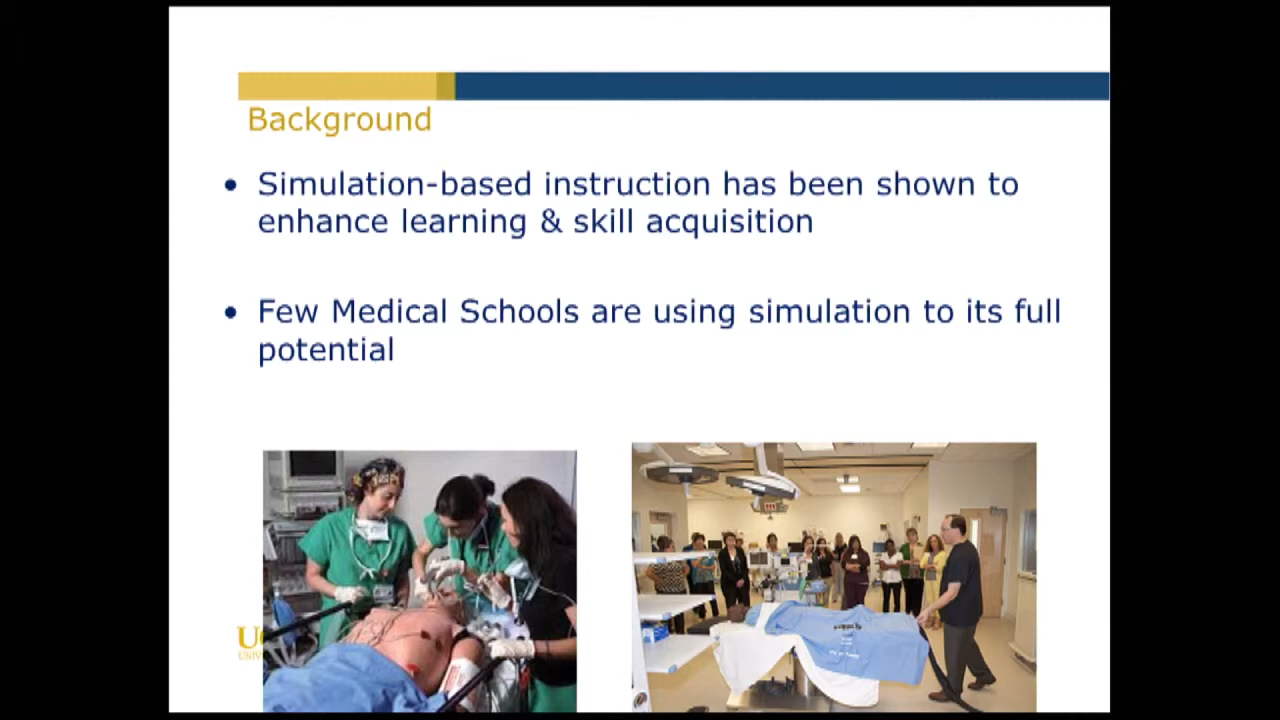 Background
• Simulation-based instruction has been shown to
enhance learning & skill acquisition
• Few Medical Schools are using simulation to its full
potential